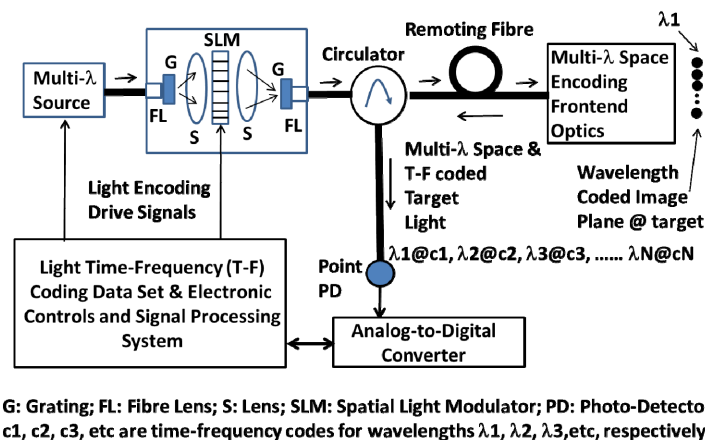 λ1
Remoting Fibre
SLM
Circulator
G
G
Multi-λ
Source
Multi-λ Space
Encoding
Frontend
Optics
FL
S
S
FL
Multi-λ Space &
T-F coded
Target
Light
Wavelength
Coded Image
Plane @ target
Light Encoding
Drive Signals
λ1@c1, λ2@c2, λ3@c3, ...... λN@cN
Light Time-Frequency (T-F)
Coding Data Set & Electronic
Controls and Signal Processing
System
Point
PD
Analog-to-Digital
Converter
G: Grating; FL: Fibre Lens; S: Lens; SLM: Spatial Light Modulator; PD: Photo-Detecto
c1, c2, c3, etc are time-frequency codes for wavelengths λ1, λ2, λ3,etc, respectively